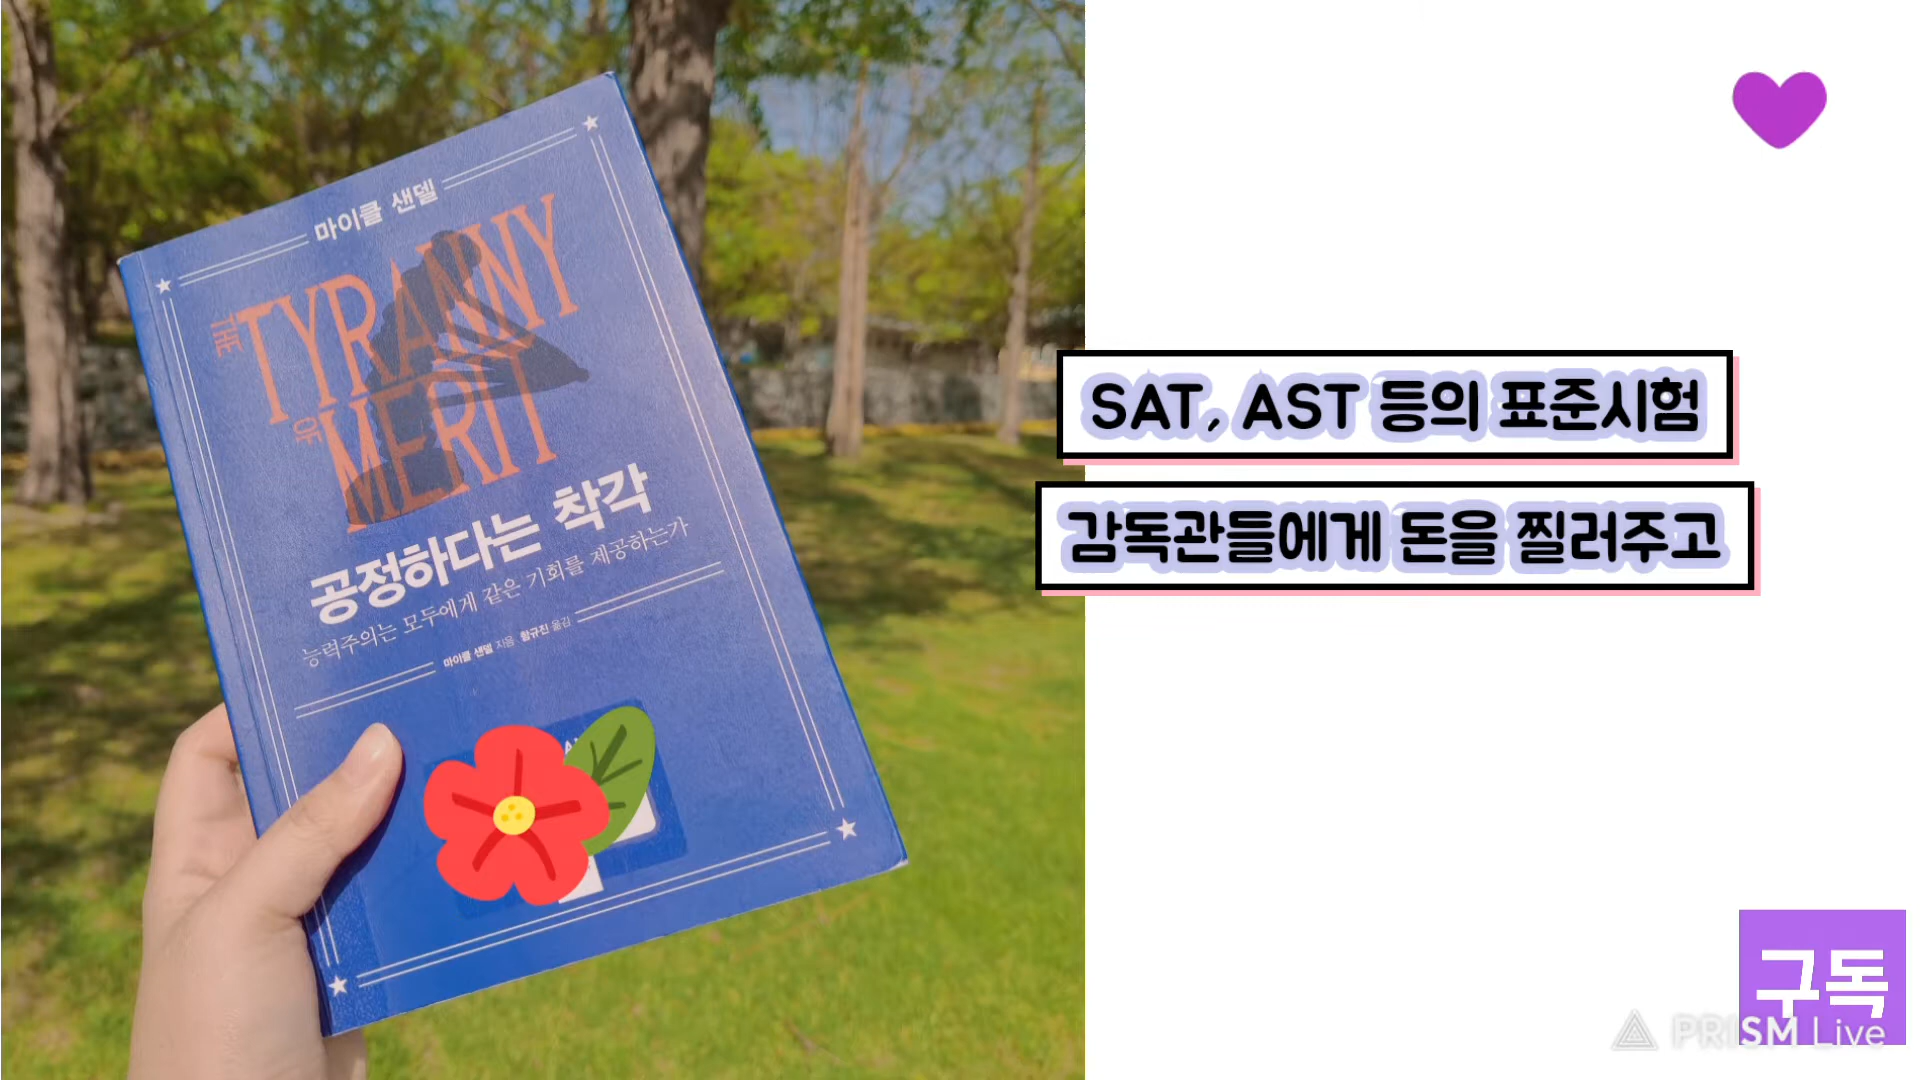 마이클 샌델
THE
TYRANNY
OF
MERIT
공정하다는 착각
능력주의는 모두에게 같은 기회를 제공하는가
마이클 샌델 지음 함규진 옮김
SAT, AST 등의 표준시험
감독관들에게 돈을 찔러주고
구독
PRISM Live